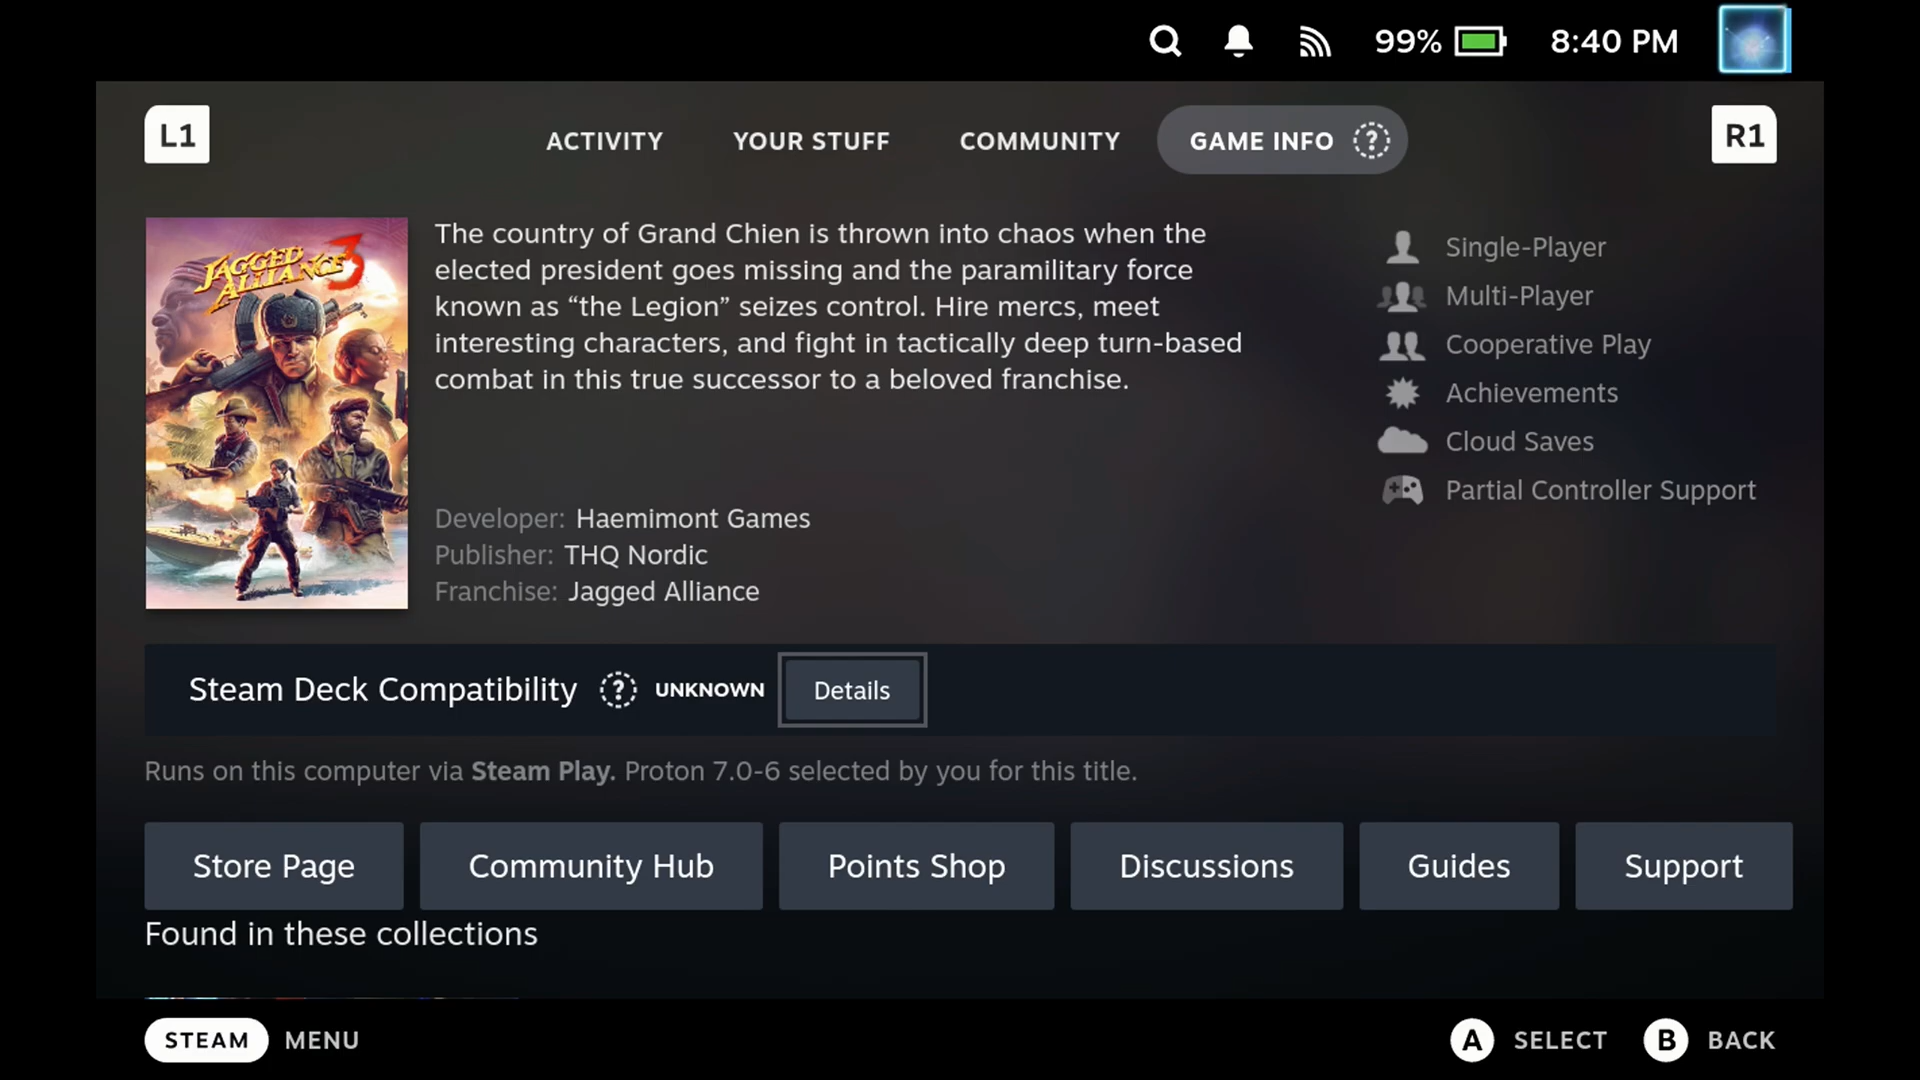 99%
8:40 PM
L1
ACTIVITY
YOUR STUFF
COMMUNITY
GAME INFO
?
R1
JAGGED
ALLIANCE 3
The country of Grand Chien is thrown into chaos when the
elected president goes missing and the paramilitary force
known as “the Legion” seizes control. Hire mercs, meet
interesting characters, and fight in tactically deep turn-based
combat in this true successor to a beloved franchise.
Developer: Haemimont Games
Publisher: THQ Nordic
Franchise: Jagged Alliance
Single-Player
Multi-Player
Cooperative Play
Achievements
Cloud Saves
Partial Controller Support
Steam Deck Compatibility
?
UNKNOWN
Details
Runs on this computer via Steam Play. Proton 7.0-6 selected by you for this title.
Store Page
Community Hub
Points Shop
Discussions
Guides
Support
Found in these collections
STEAM
MENU
A
SELECT
B
BACK